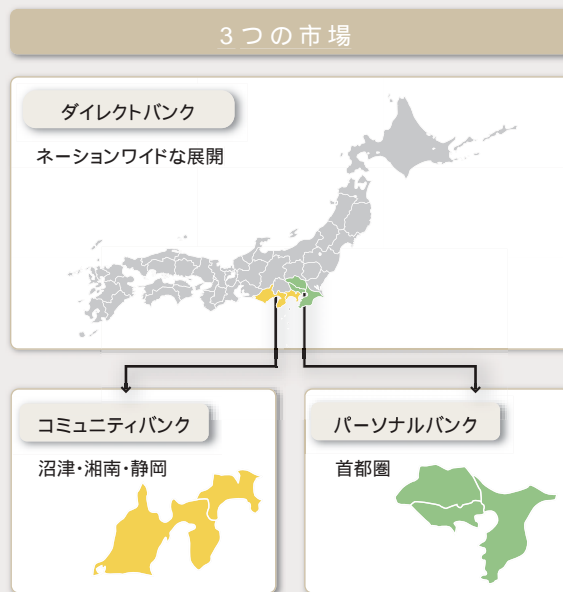 3つの市場
ダイレクトバンク
ネーションワイドな展開
コミュニティバンク
沼津・湘南・静岡
パーソナルバンク
首都圏